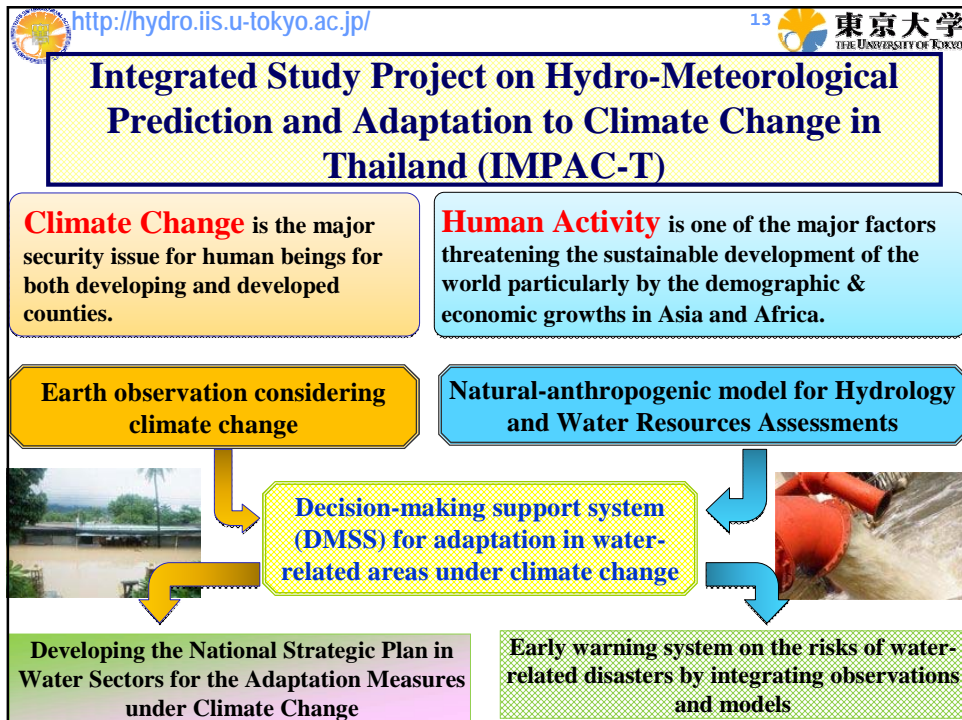 http://hydro.iis.u-tokyo.ac.jp/
13
東京大学
THE UNIVERSITY OF TOKYO
Integrated Study Project on Hydro-Meteorological
Prediction and Adaptation to Climate Change in
Thailand (IMPAC-T)
Climate Change is the major
security issue for human beings for
both developing and developed
counties.
Human Activity is one of the major factors
threatening the sustainable development of the
world particularly by the demographic &
economic growths in Asia and Africa.
Earth observation considering
climate change
Natural-anthropogenic model for Hydrology
and Water Resources Assessments
Decision-making support system
(DMSS) for adaptation in water-
related areas under climate change
Developing the National Strategic Plan in
Water Sectors for the Adaptation Measures
under Climate Change
Early warning system on the risks of water-
related disasters by integrating observations
and models